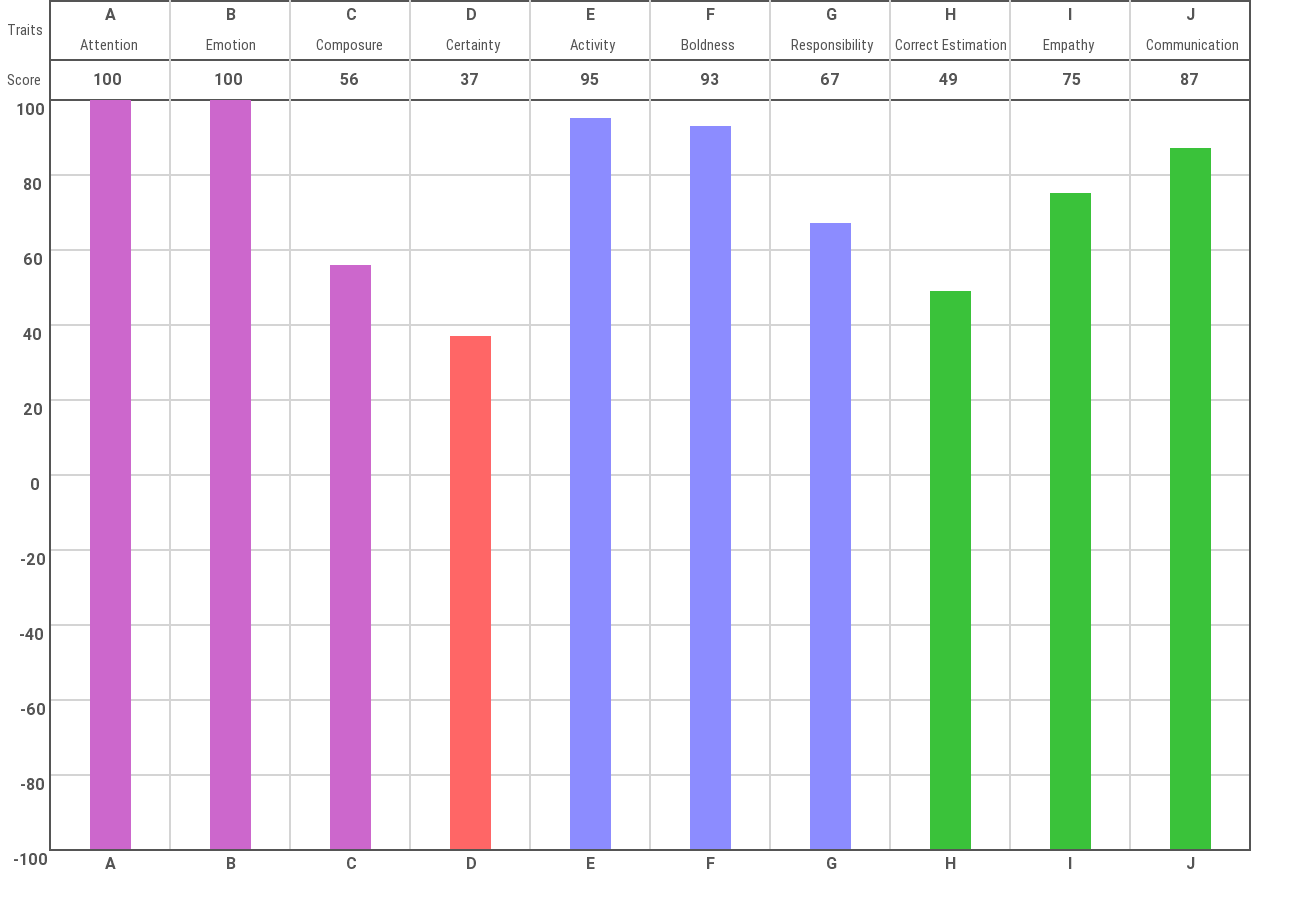 A B C D E F G H I J
Traits
Attention Emotion Composure Certainty Activity Boldness Responsibility Correct Estimation Empathy Communication
Score 100 100 56 37 95 93 67 49 75 87
100
80
60
40
20
0
-20
-40
-60
-80
-100
A B C D E F G H I J